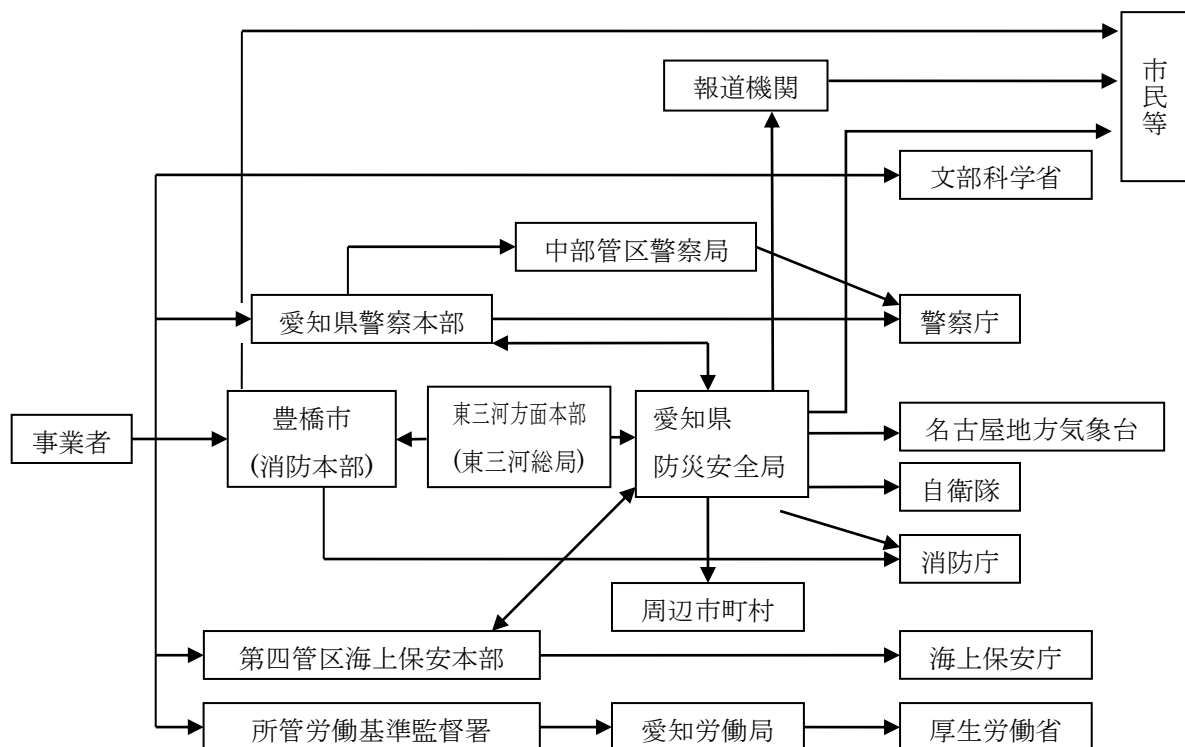 市民等
報道機関
文部科学省
中部管区警察局
愛知県警察本部
警察庁
事業者
豊橋市
(消防本部)
東三河方面本部
(東三河総局)
愛知県
防災安全局
名古屋地方気象台
自衛隊
消防庁
周辺市町村
第四管区海上保安本部
海上保安庁
所管労働基準監督署
愛知労働局
厚生労働省